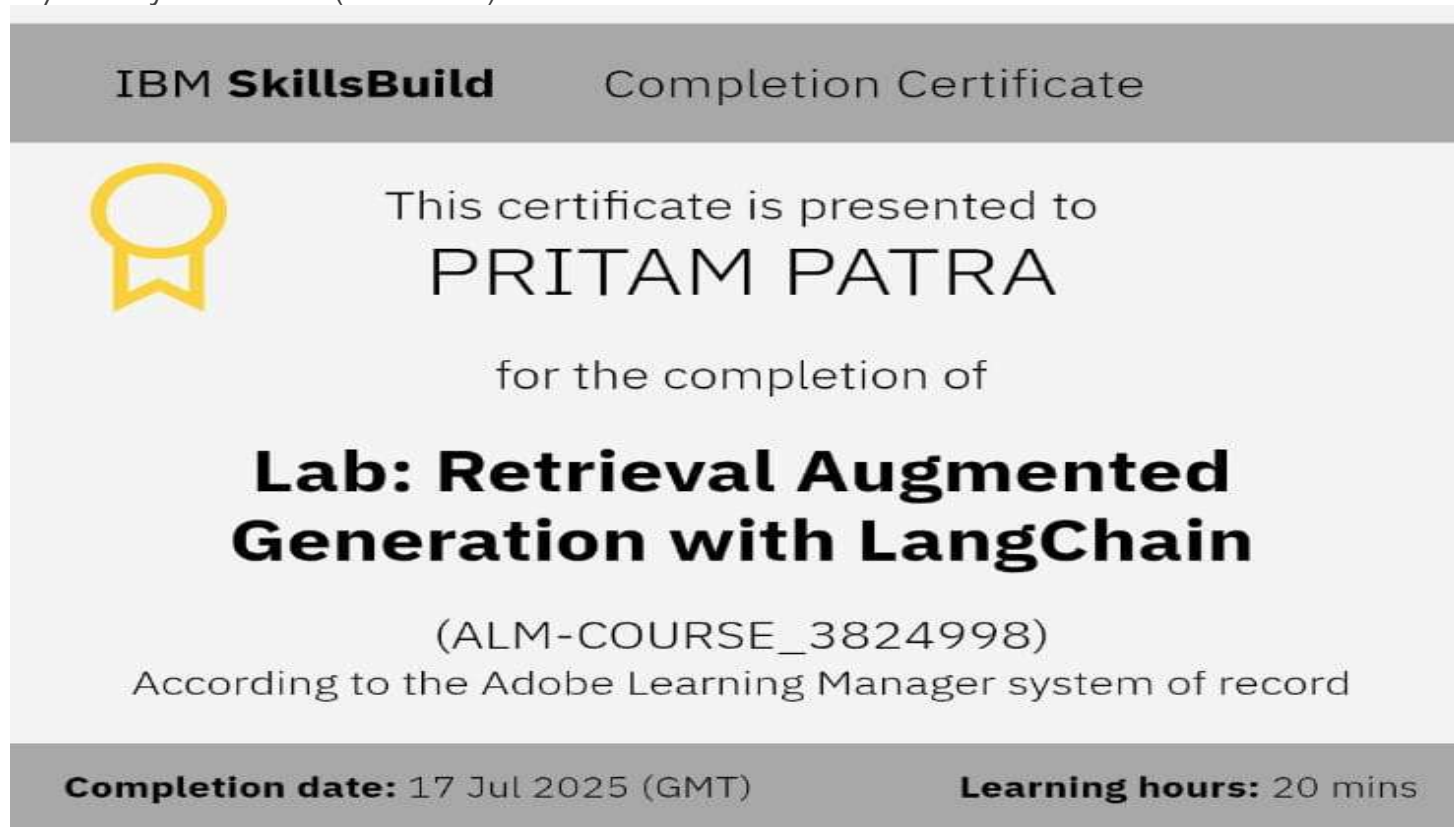 IBM SkillsBuild Completion Certificate
This certificate is presented to
PRITAM PATRA
for the completion of
Lab: Retrieval Augmented
Generation with LangChain
(ALM-COURSE_3824998)
According to the Adobe Learning Manager system of record
Completion date: 17 Jul 2025 (GMT) Learning hours: 20 mins